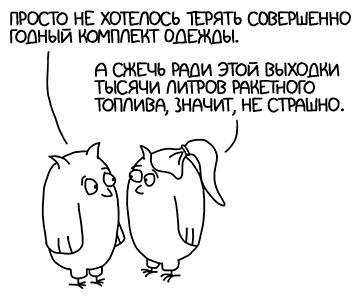 ПРОСТО НЕ ХОТЕЛОСЬ ТЕРЯТЬ СОВЕРШЕННО
ГОДНЫЙ КОМПЛЕКТ ОДЕЖДЫ.
А СЖЕЧЬ РАДИ ЭТОЙ ВЫХОДКИ
ТЫСЯЧИ ЛИТРОВ РАКЕТНОГО
ТОПЛИВА, ЗНАЧИТ, НЕ СТРАШНО.